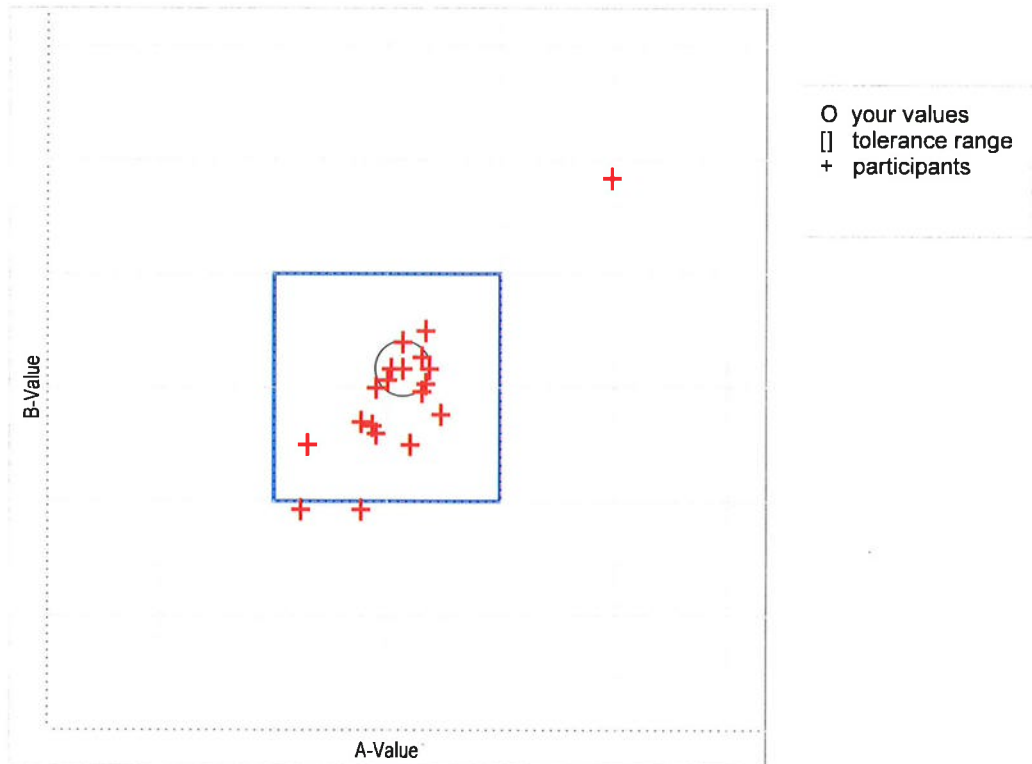 O your values
[] tolerance range
+ participants
B-Value
A-Value